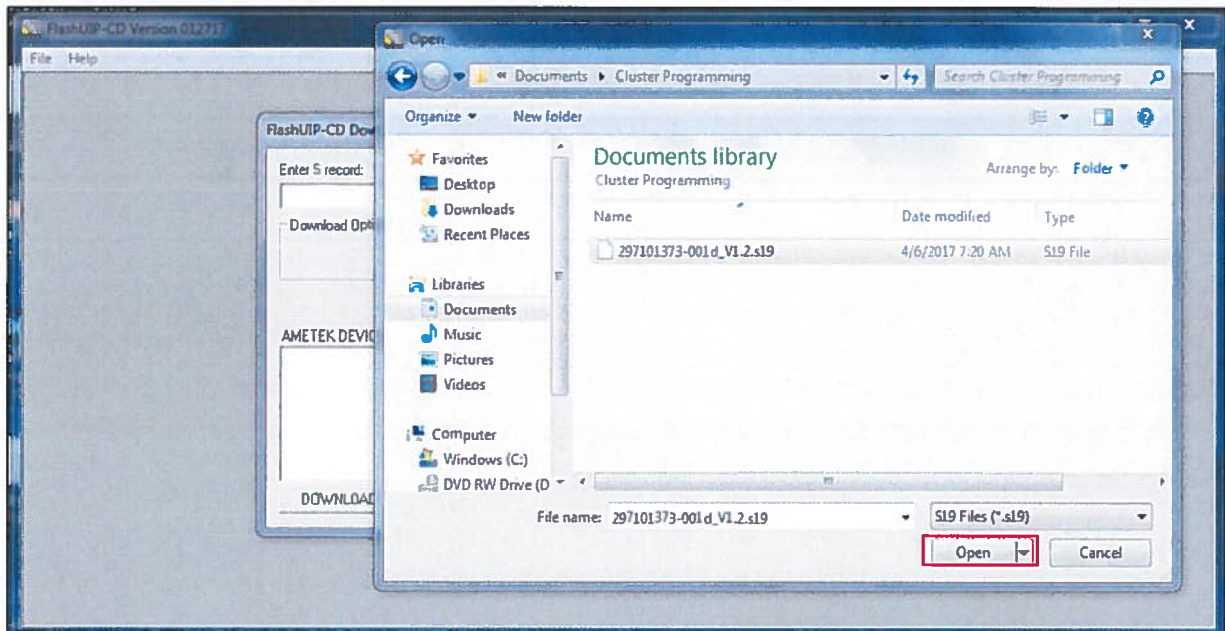 FlashUIP-CD Version 012717
File Help
Open
« Documents Cluster Programming
Search Cluster Programming
Organize New folder
FlashUIP-CD Dow
Enter S record:
Download Opti
AMETEK DEVIC
DOWNLOAD
Favorites
Desktop
Downloads
Recent Places
Libraries
Documents
Music
Pictures
Videos
Computer
Windows (C:)
DVD RW Drive (D
Documents library
Cluster Programming
Arrange by: Folder
Name Date modified Type
297101373-001d_V1.2.s19 4/6/2017 7:20 AM S19 File
File name: 297101373-001d_V1.2.s19
S19 Files (*.s19)
Open Cancel